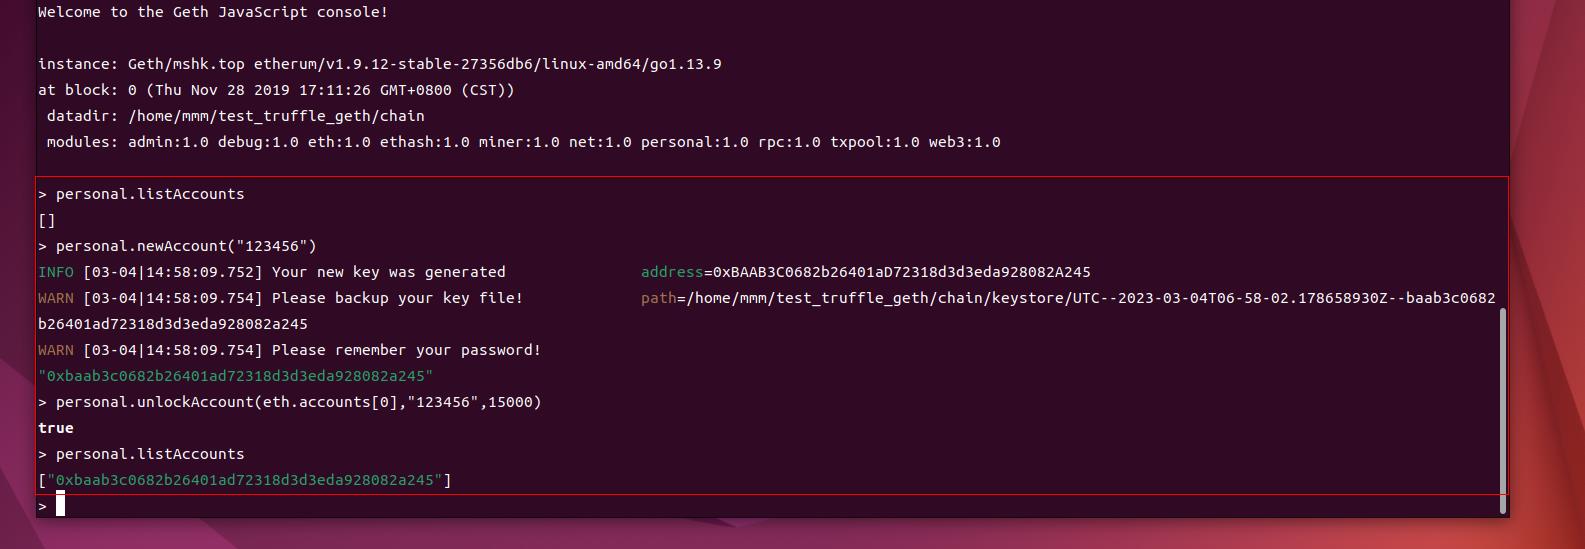 Welcome to the Geth JavaScript console!
instance: Geth/mshk.top etherum/v1.9.12-stable-27356db6/linux-amd64/go1.13.9
at block: 0 (Thu Nov 28 2019 17:11:26 GMT+0800 (CST))
 datadir: /home/mmm/test_truffle_geth/chain
 modules: admin:1.0 debug:1.0 eth:1.0 ethash:1.0 miner:1.0 net:1.0 personal:1.0 rpc:1.0 txpool:1.0 web3:1.0
> personal.listAccounts
[]
> personal.newAccount("123456")
INFO [03-04|14:58:09.752] Your new key was generated               address=0xBAAB3C0682b26401aD72318d3d3eda928082A245
WARN [03-04|14:58:09.754] Please backup your key file!             path=/home/mmm/test_truffle_geth/chain/keystore/UTC--2023-03-04T06-58-02.178658930Z--baab3c0682
b26401ad72318d3d3eda928082a245
WARN [03-04|14:58:09.754] Please remember your password!
"0xbaab3c0682b26401ad72318d3d3eda928082a245"
> personal.unlockAccount(eth.accounts[0],"123456",15000)
true
> personal.listAccounts
["0xbaab3c0682b26401ad72318d3d3eda928082a245"]
>